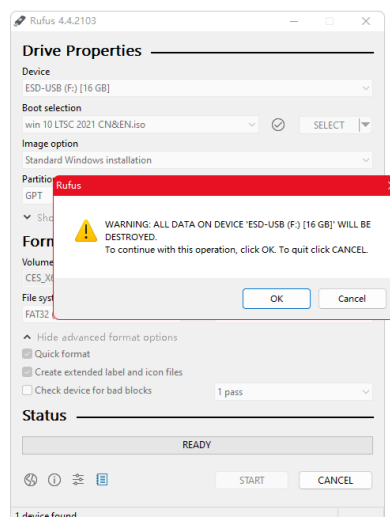 Rufus 4.4.2103
Drive Properties
Device
ESD-USB (F:) [16 GB]
Boot selection
win 10 LTSC 2021 CN&EN.iso
SELECT
Image option
Standard Windows installation
Partitio
GPT
Rufus
WARNING: ALL DATA ON DEVICE 'ESD-USB (F:) [16 GB]' WILL BE
DESTROYED.
To continue with this operation, click OK. To quit click CANCEL.
OK Cancel
Sho
Forn
Volume
CES_X6
File syst
FAT32 (
Hide advanced format options
Quick format
Create extended label and icon files
Check device for bad blocks
1 pass
Status
READY
START
CANCEL
1 device found